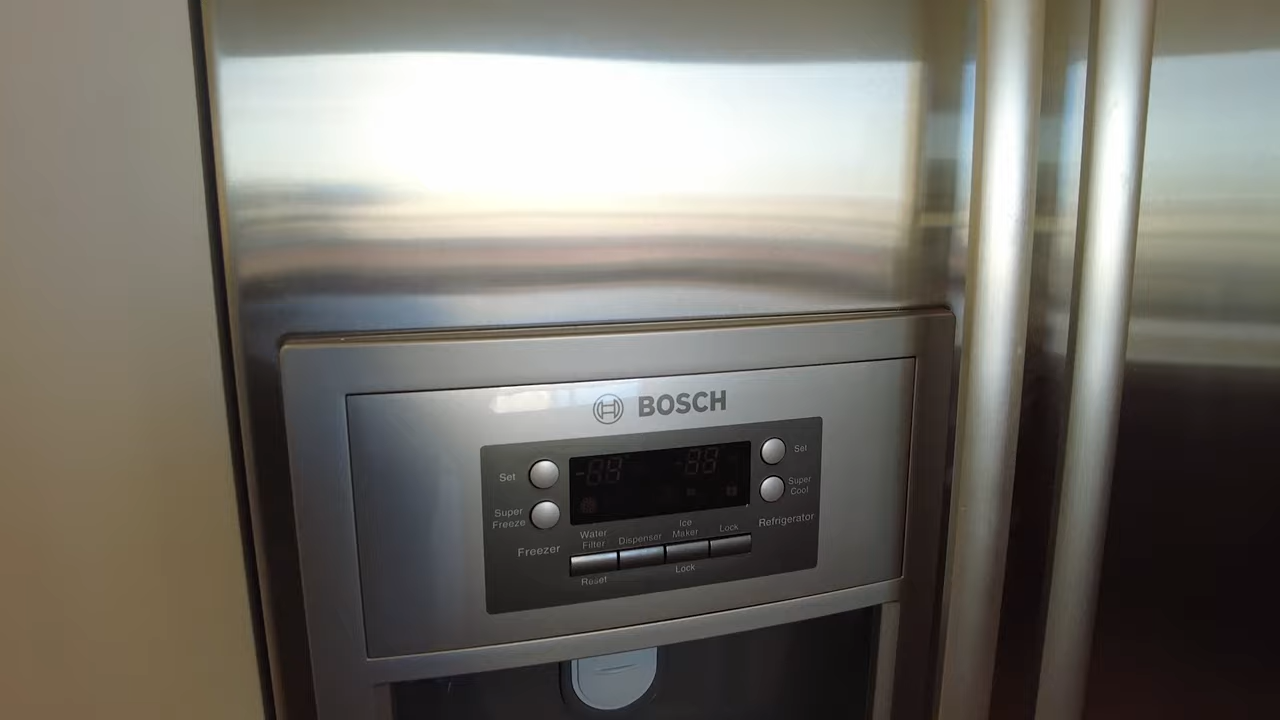 BOSCH
Set
Set
Super
Freeze
Super
Cool
Freezer
Refrigerator
Water
Filter
Dispenser
Ice
Maker
Lock
Reset
Lock